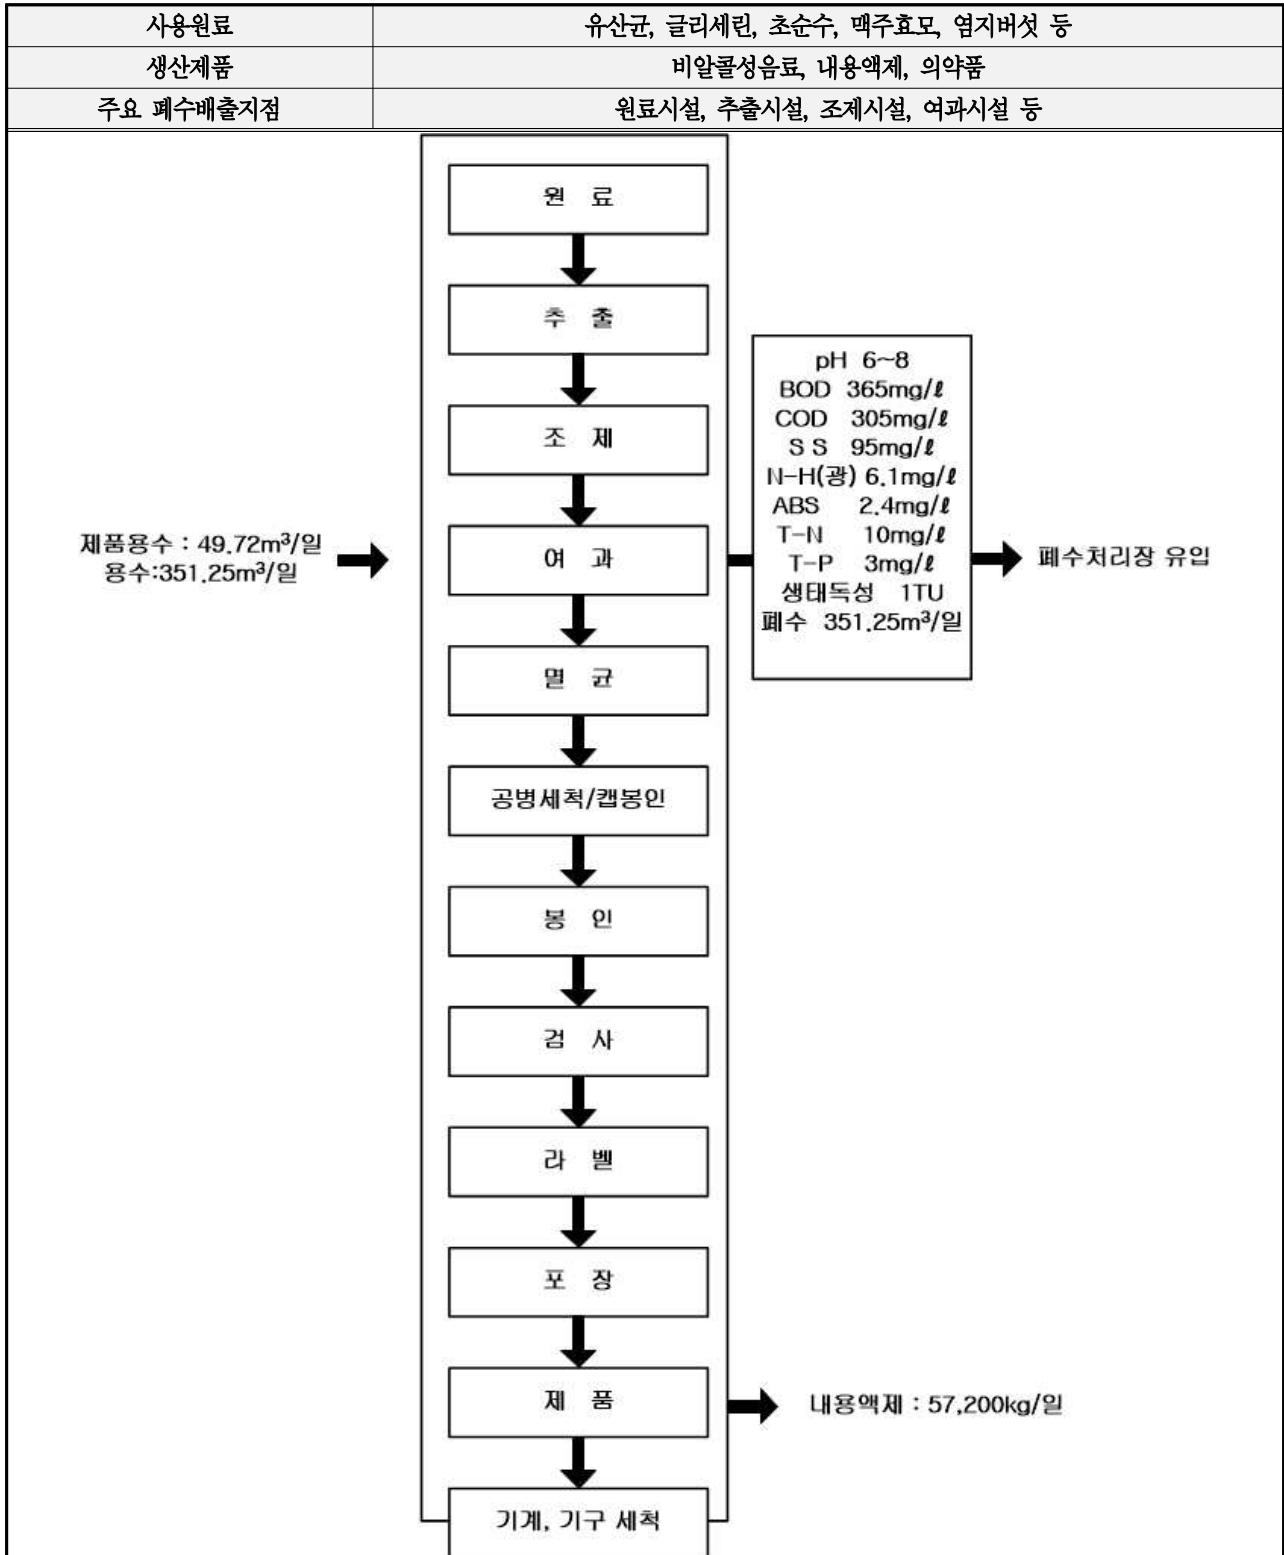 사용원료 유산균, 글리세린, 초순수, 맥주효모, 염지버섯 등
생산제품 비알콜성음료, 내용액제, 의약품
주요 폐수배출지점 원료시설, 추출시설, 조제시설, 여과시설 등
원 료
추 출
조 제
여 과
멸 균
공병세척/캡봉인
봉 인
검 사
라 벨
포 장
제 품
기계, 기구 세척
제품용수 : 49.72m³/일
용수:351.25m³/일
pH 6~8
BOD 365mg/ℓ
COD 305mg/ℓ
S S 95mg/ℓ
N-H(광) 6.1mg/ℓ
ABS 2.4mg/ℓ
T-N 10mg/ℓ
T-P 3mg/ℓ
생태독성 1TU
폐수 351.25m³/일
폐수처리장 유입
내용액제 : 57,200kg/일